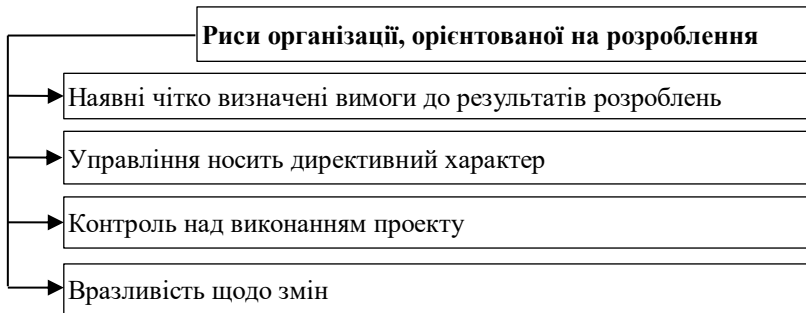 Риси організації, орієнтованої на розроблення
Наявні чітко визначені вимоги до результатів розроблень
Управління носить директивний характер
Контроль над виконанням проекту
Вразливість щодо змін